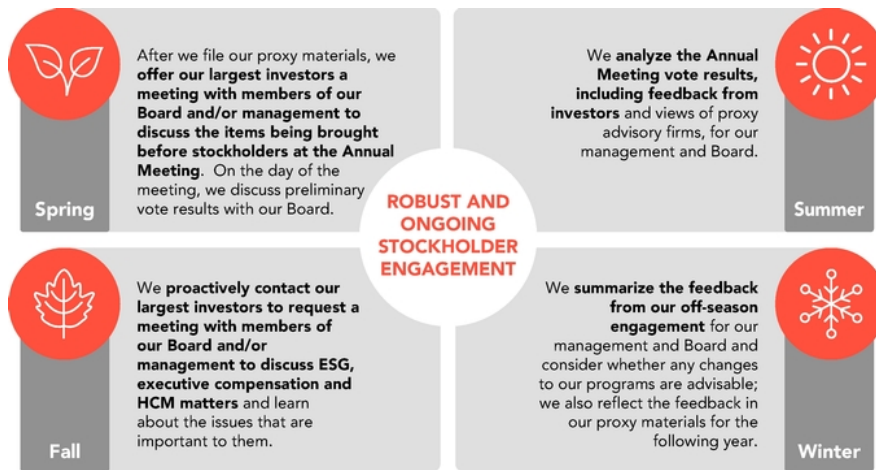 After we file our proxy materials, we
offer our largest investors a
meeting with members of our
Board and/or management to
discuss the items being brought
before stockholders at the Annual
Meeting. On the day of the
meeting, we discuss preliminary
vote results with our Board.
Spring
We analyze the Annual
Meeting vote results,
including feedback from
investors and views of proxy
advisory firms, for our
management and Board.
Summer
ROBUST AND
ONGOING
STOCKHOLDER
ENGAGEMENT
We proactively contact our
largest investors to request a
meeting with members of
our Board and/or
management to discuss ESG,
executive compensation and
HCM matters and learn
about the issues that are
important to them.
Fall
We summarize the feedback
from our off-season
engagement for our
management and Board and
consider whether any changes
to our programs are advisable;
we also reflect the feedback in
our proxy materials for the
following year.
Winter